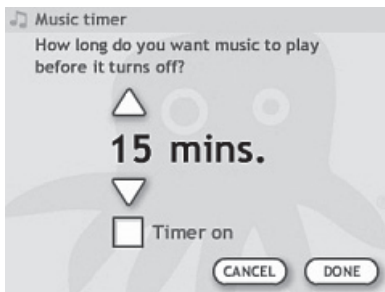 Music timer
How long do you want music to play
before it turns off?
15 mins.
Timer on
CANCEL DONE